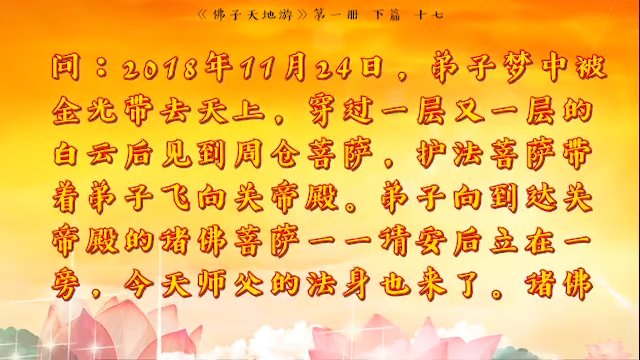 《佛子天地游》第一册 下篇 十七
问：2018年11月24日，弟子梦中被
金光带去天上，穿过一层又一层的
白云后见到周仓菩萨，护法菩萨带
着弟子飞向关帝殿。弟子向到达关
帝殿的诸佛菩萨一一请安后立在一
旁，今天师父的法身也来了。诸佛